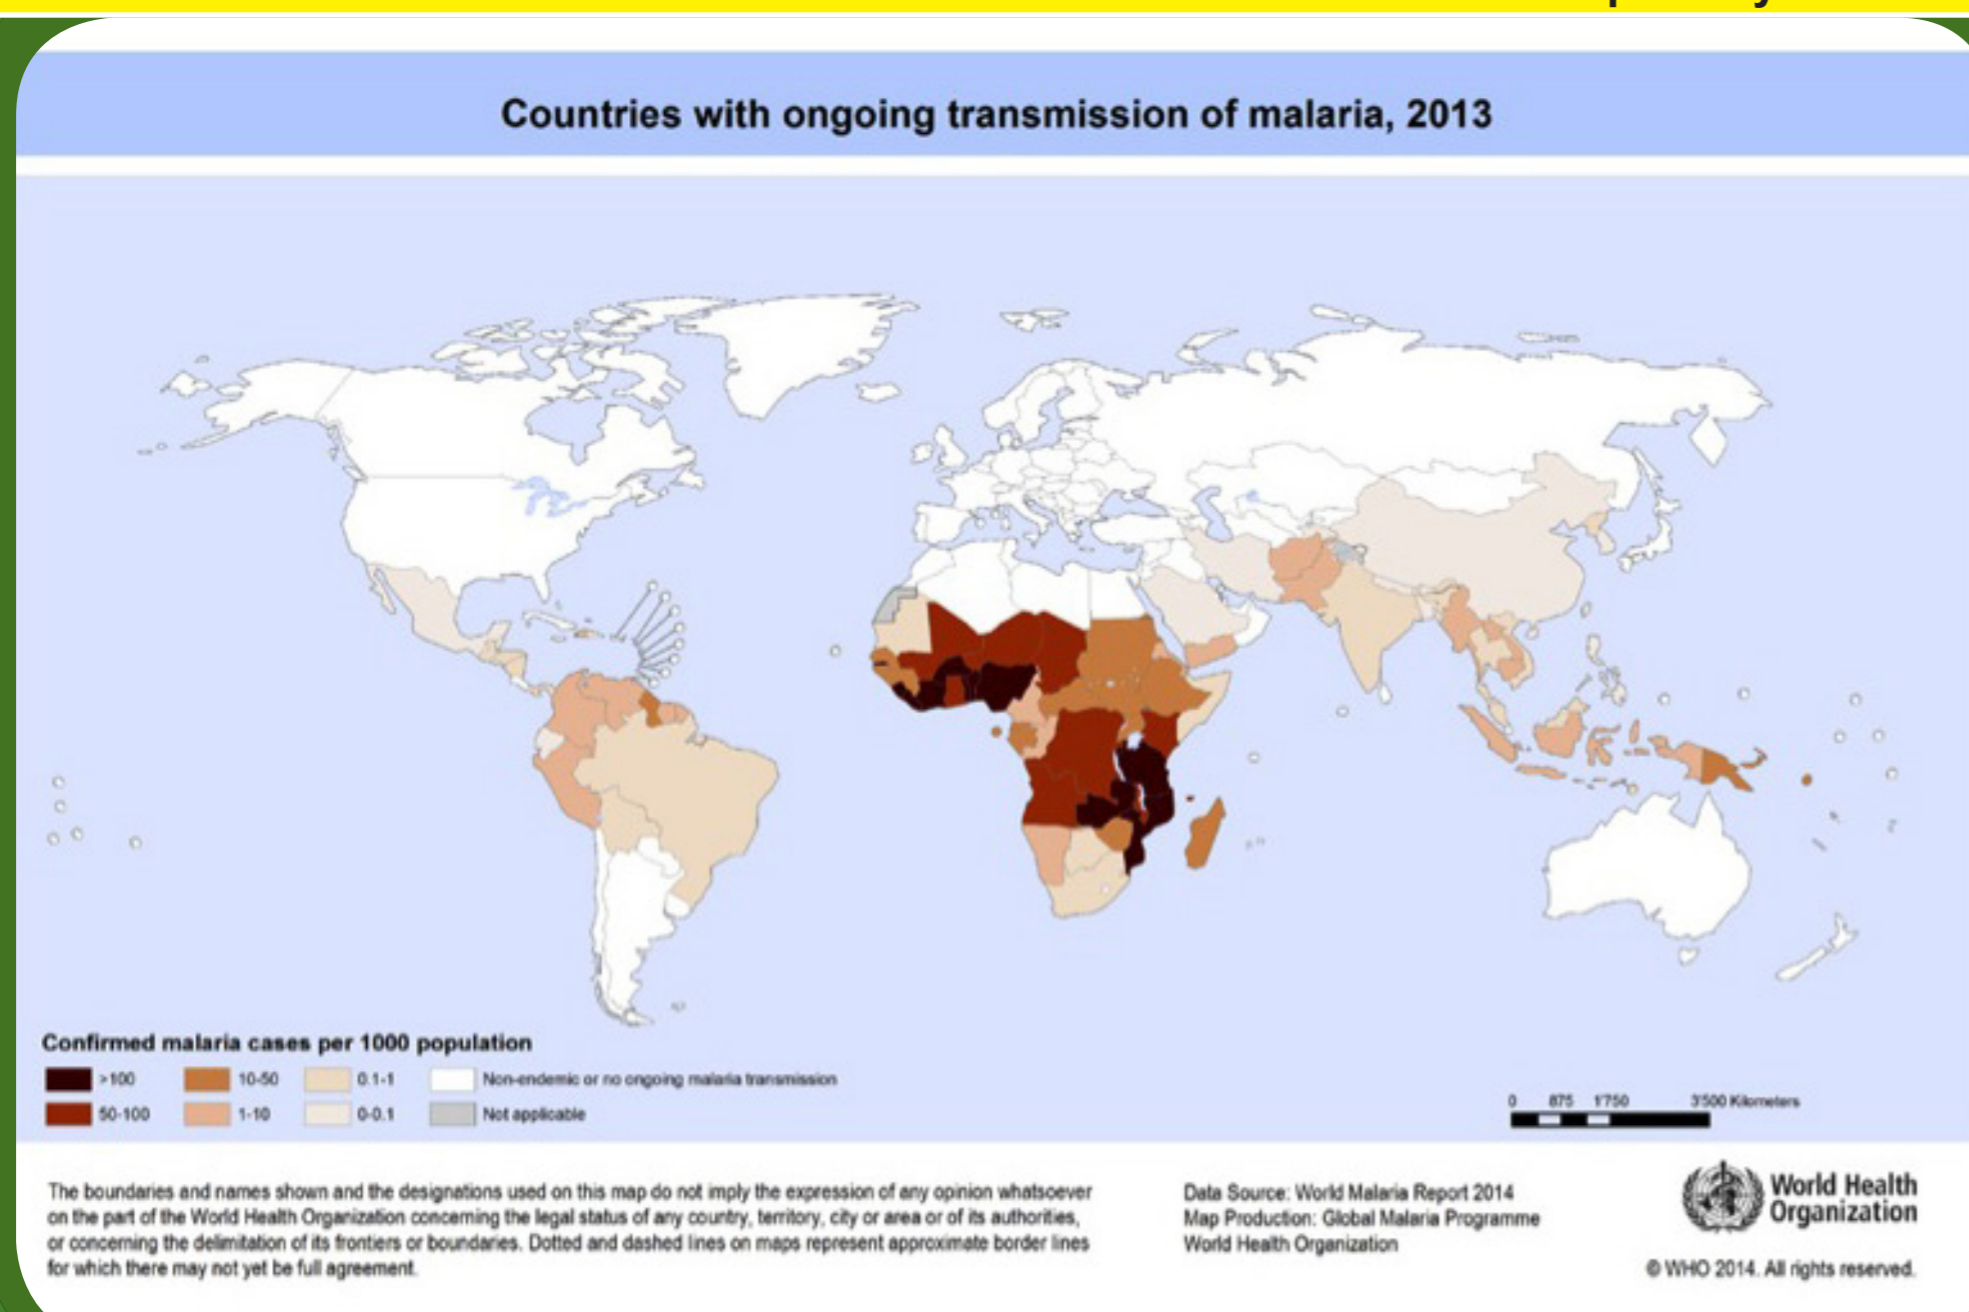 Countries with ongoing transmission of malaria, 2013
Confirmed malaria cases per 1000 population
>100
10-50
0.1-1
Non-endemic or no ongoing malaria transmission
50-100
1-10
0-0.1
Not applicable
0 875 1'750 3'500 Kilometers
The boundaries and names shown and the designations used on this map do not imply the expression of any opinion whatsoever
on the part of the World Health Organization concerning the legal status of any country, territory, city or area or of its authorities,
or concerning the delimitation of its frontiers or boundaries. Dotted and dashed lines on maps represent approximate border lines
for which there may not yet be full agreement.
Data Source: World Malaria Report 2014
Map Production: Global Malaria Programme
World Health Organization
World Health
Organization
© WHO 2014. All rights reserved.